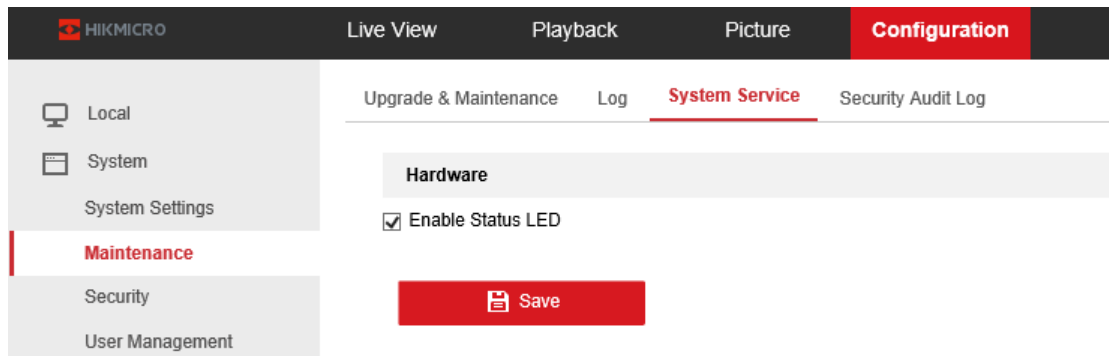 HIKMICRO Live View Playback Picture Configuration
Local
System
System Settings
Maintenance
Security
User Management
Upgrade & Maintenance Log System Service Security Audit Log
Hardware
Enable Status LED
Save